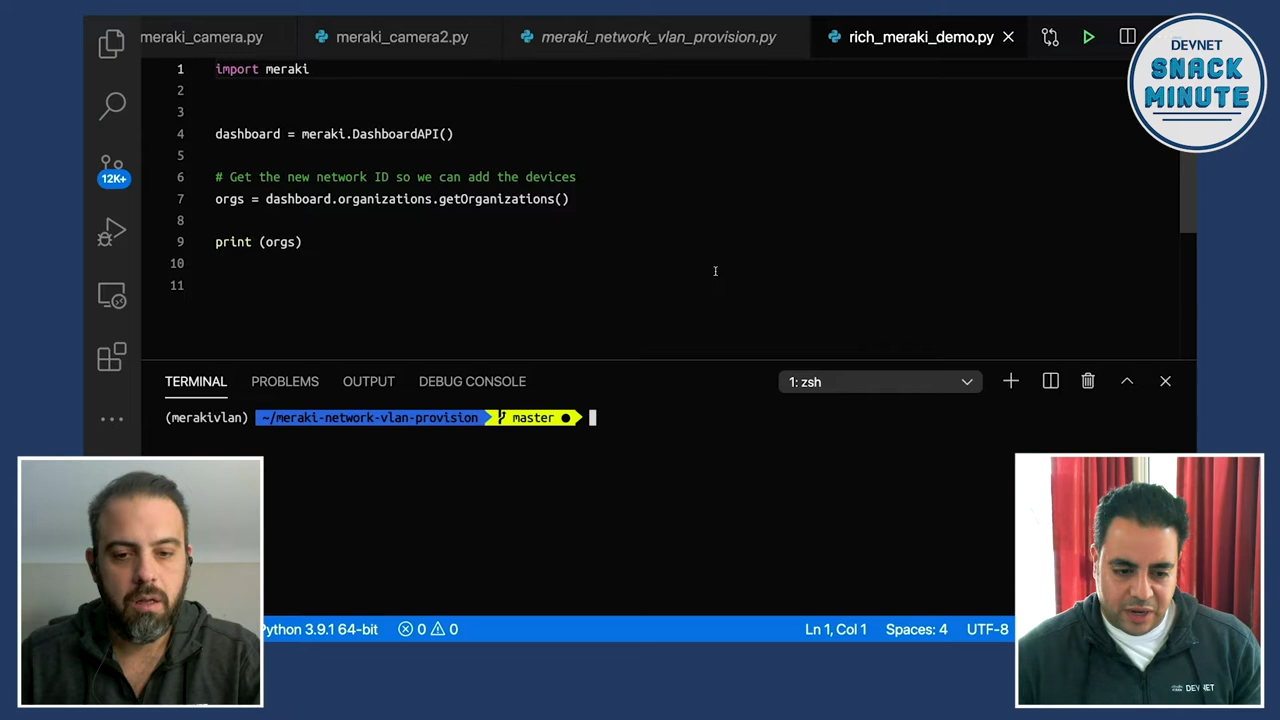 meraki_camera.py
meraki_camera2.py
meraki_network_vlan_provision.py
rich_meraki_demo.py
DEVNET
SNACK
MINUTE
1 import meraki
2
3
4 dashboard = meraki.DashboardAPI()
5
6 # Get the new network ID so we can add the devices
7 orgs = dashboard.organizations.getOrganizations()
8
9 print (orgs)
10
11
12K+
TERMINAL PROBLEMS OUTPUT DEBUG CONSOLE 1: zsh
(merakivlan) ~/meraki-network-vlan-provision master
Python 3.9.1 64-bit 0 0 Ln 1, Col 1 Spaces: 4 UTF-8
DEVNET